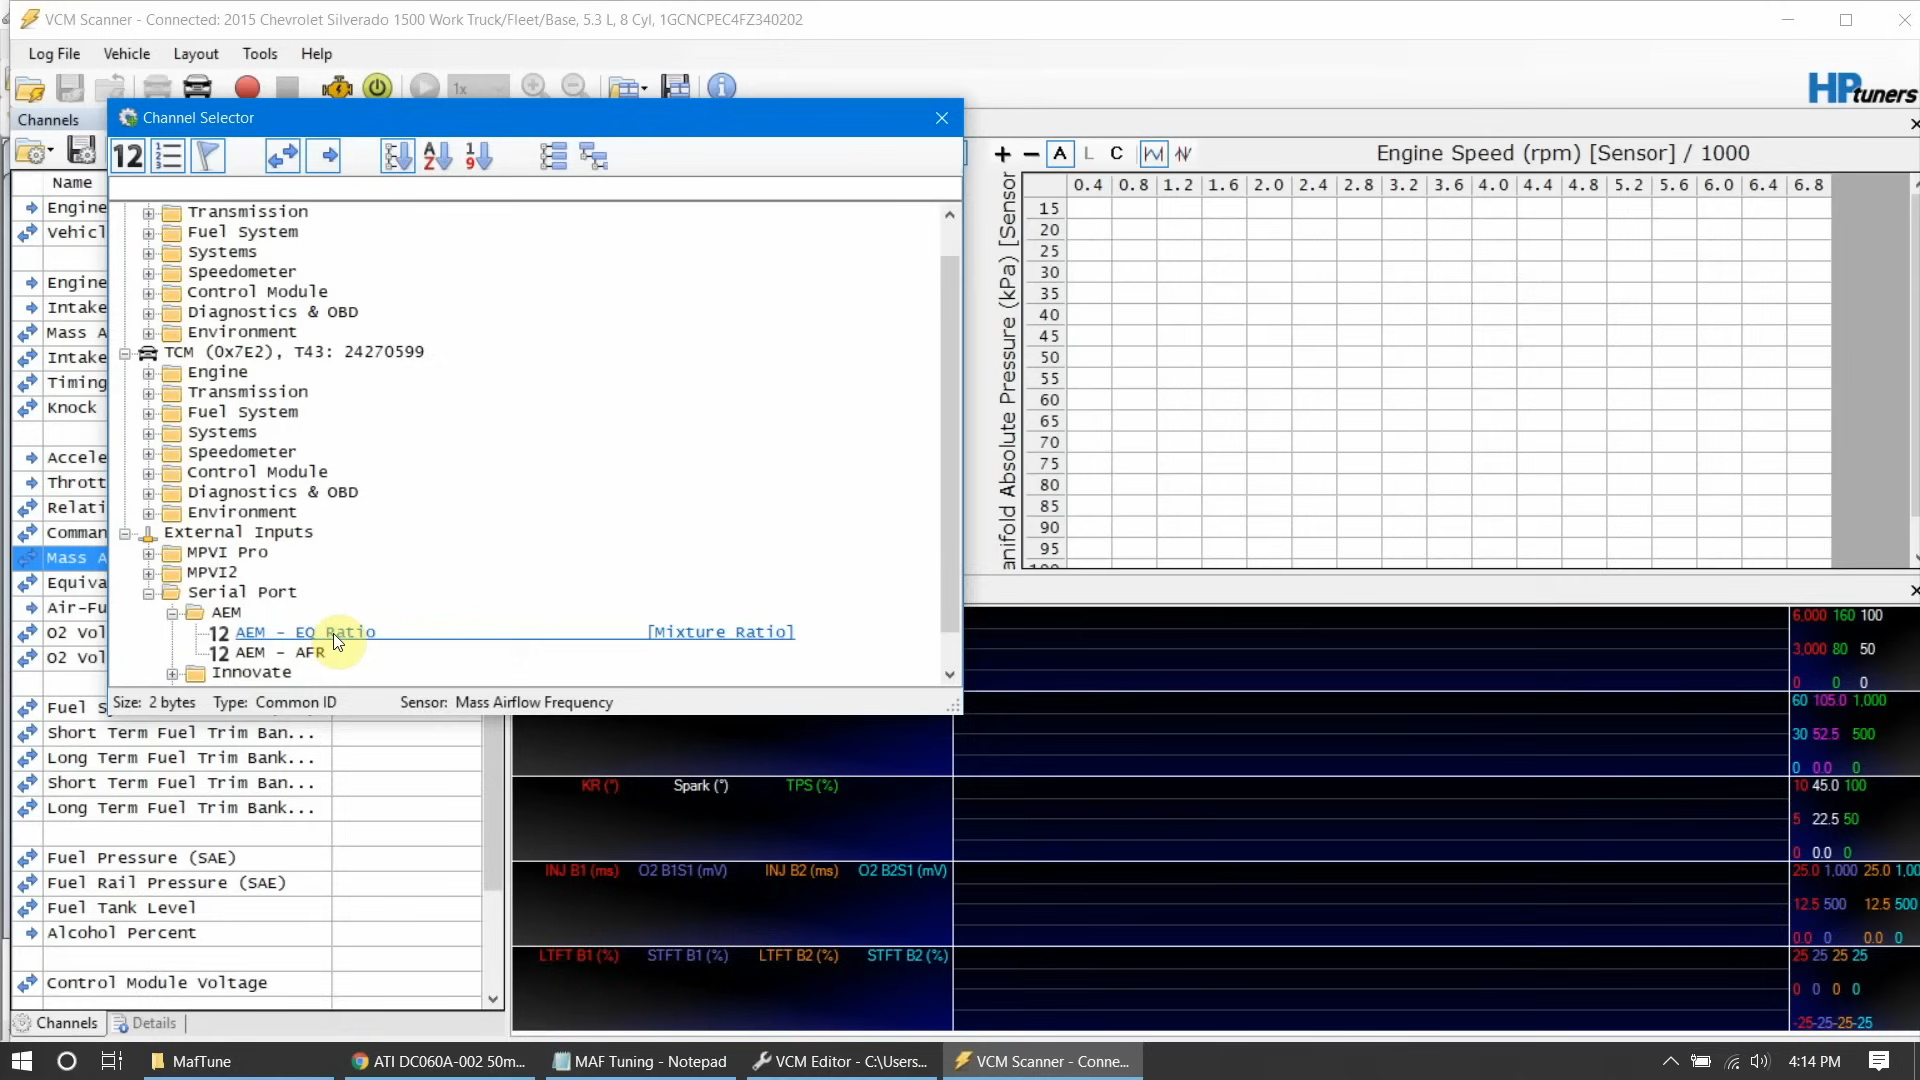 VCM Scanner - Connected: 2015 Chevrolet Silverado 1500 Work Truck/Fleet/Base, 5.3 L, 8 Cyl, 1GCNCPEC4FZ340202
Log File Vehicle Layout Tools Help
1x
HPtuners
Channels
Channel Selector
12
Name
Engine
Vehicl
Engine
Intake
Mass A
Intake
Timing
Knock
Accele
Thrott
Relati
Comman
Mass A
Equiva
Air-Fu
O2 Vol
O2 Vol
Fuel S
Short Term Fuel Trim Ban...
Long Term Fuel Trim Bank...
Short Term Fuel Trim Ban...
Long Term Fuel Trim Bank...
Fuel Pressure (SAE)
Fuel Rail Pressure (SAE)
Fuel Tank Level
Alcohol Percent
Control Module Voltage
Channels Details
Transmission
Fuel System
Systems
Speedometer
Control Module
Diagnostics & OBD
Environment
TCM (0x7E2), T43: 24270599
Engine
Transmission
Fuel System
Systems
Speedometer
Control Module
Diagnostics & OBD
Environment
External Inputs
MPVI Pro
MPVI2
Serial Port
AEM
12 AEM - EQ Ratio [Mixture Ratio]
12 AEM - AFR
Innovate
Size: 2 bytes Type: Common ID Sensor: Mass Airflow Frequency
+ - A L C
Engine Speed (rpm) [Sensor] / 1000
anifold Absolute Pressure (kPa) [Sensor
0.4 0.8 1.2 1.6 2.0 2.4 2.8 3.2 3.6 4.0 4.4 4.8 5.2 5.6 6.0 6.4 6.8
15
20
25
30
35
40
45
50
55
60
65
70
75
80
85
90
95
100
6,000 160 100
3,000 80 50
0 0 0
60 105.0 1,000
30 52.5 500
0 0.0 0
KR (°) Spark (°) TPS (%)
10 45.0 100
5 22.5 50
0 0.0 0
INJ B1 (ms) O2 B1S1 (mV) INJ B2 (ms) O2 B2S1 (mV)
25.0 1,000 25.0 1,00
12.5 500 12.5 500
0.0 0 0.0 0
LTFT B1 (%) STFT B1 (%) LTFT B2 (%) STFT B2 (%)
25 25 25 25
0 0 0 0
-25 -25 -25 -25
MafTune
ATI DC060A-002 50m...
MAF Tuning - Notepad
VCM Editor - C:\Users...
VCM Scanner - Conne...
4:14 PM